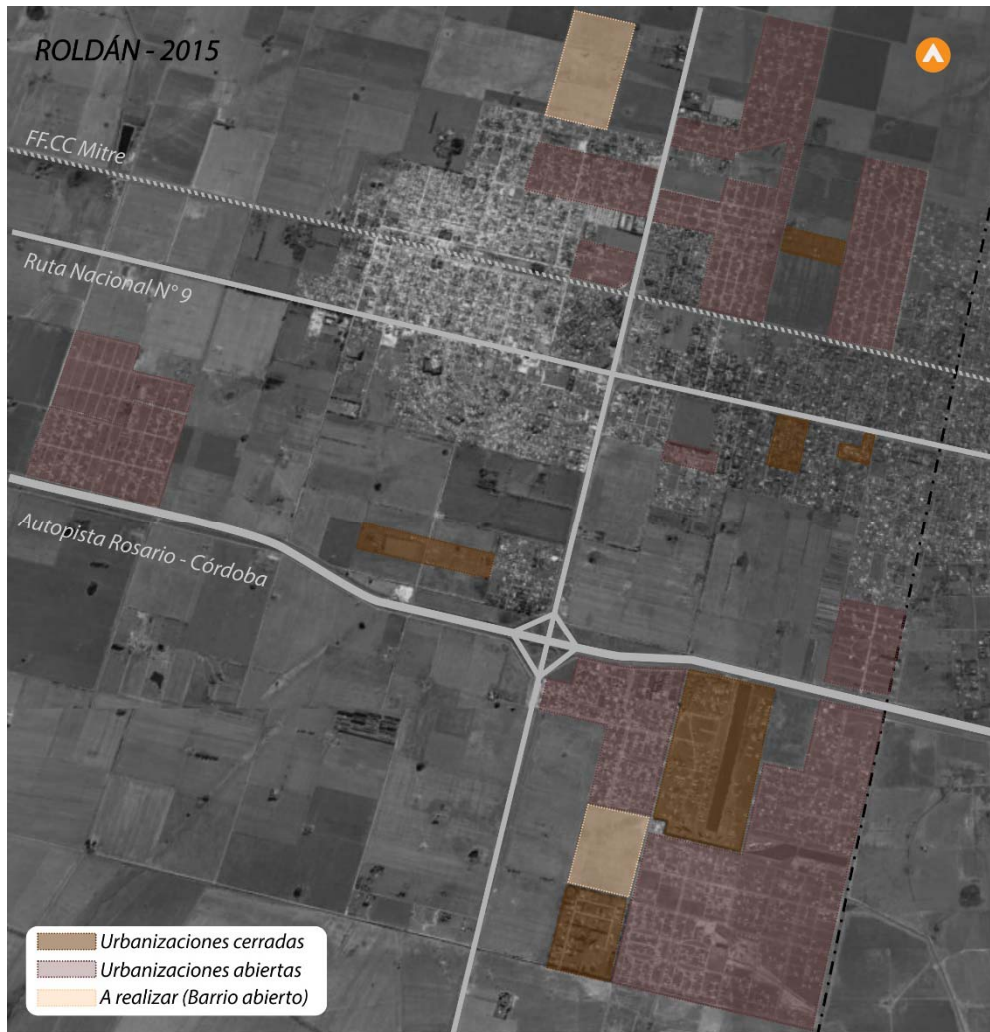 ROLDÁN - 2015
FF.CC Mitre
Ruta Nacional N° 9
Autopista Rosario - Córdoba
Urbanizaciones cerradas
Urbanizaciones abiertas
A realizar (Barrio abierto)